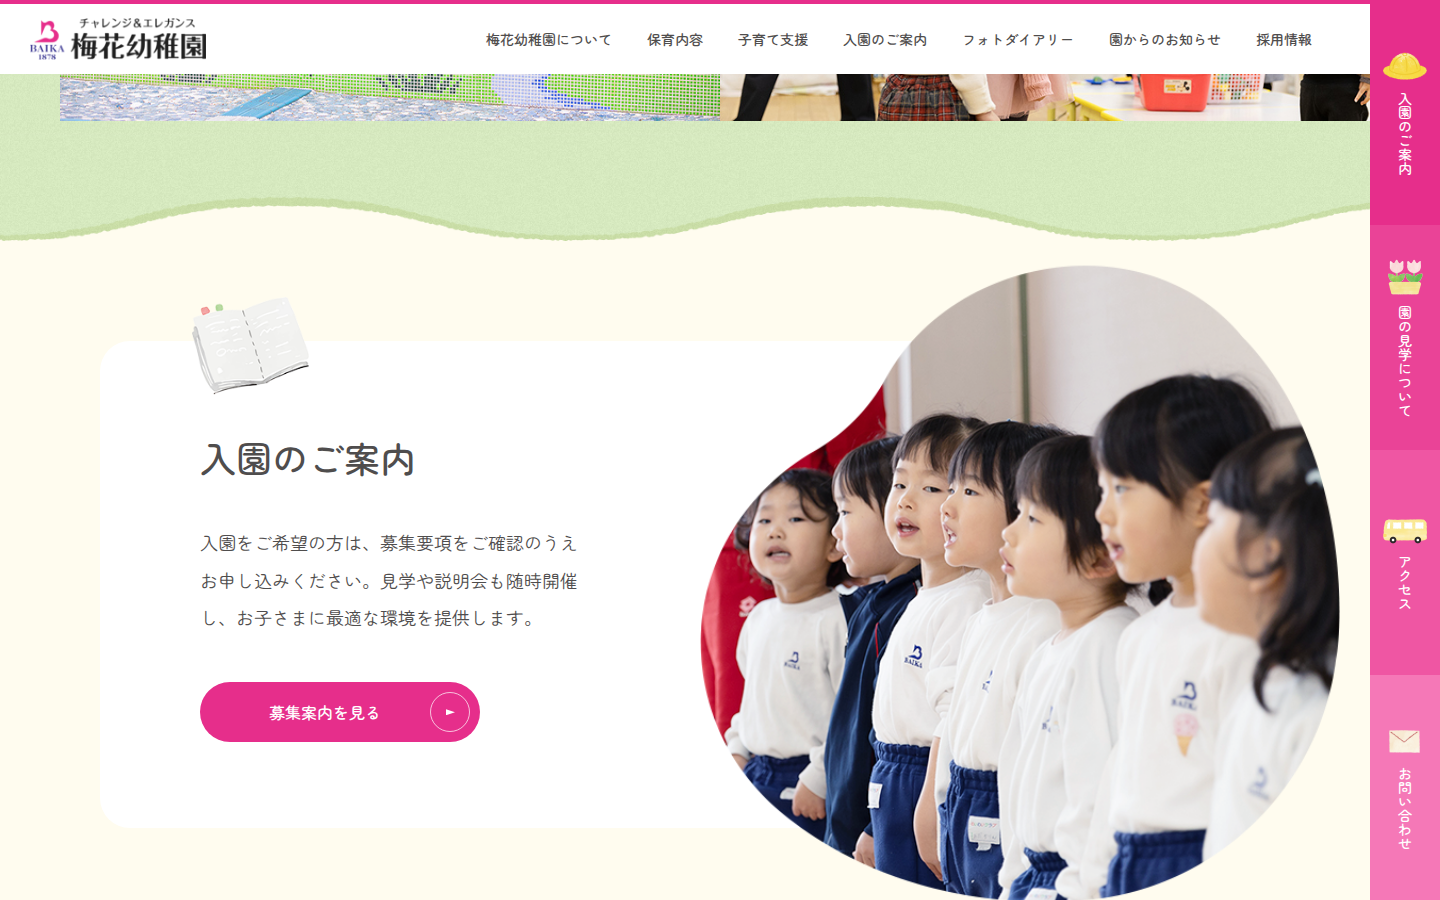 チャレンジ&エレガンス
BAIKA
1878
梅花幼稚園
梅花幼稚園について
保育内容
子育て支援
入園のご案内
フォトダイアリー
園からのお知らせ
採用情報
入園のご案内
園の見学について
アクセス
お問い合わせ
入園のご案内
入園をご希望の方は、募集要項をご確認のうえ
お申し込みください。見学や説明会も随時開催
し、お子さまに最適な環境を提供します。
募集案内を見る
BAIKA
BAIKA
BAIKA